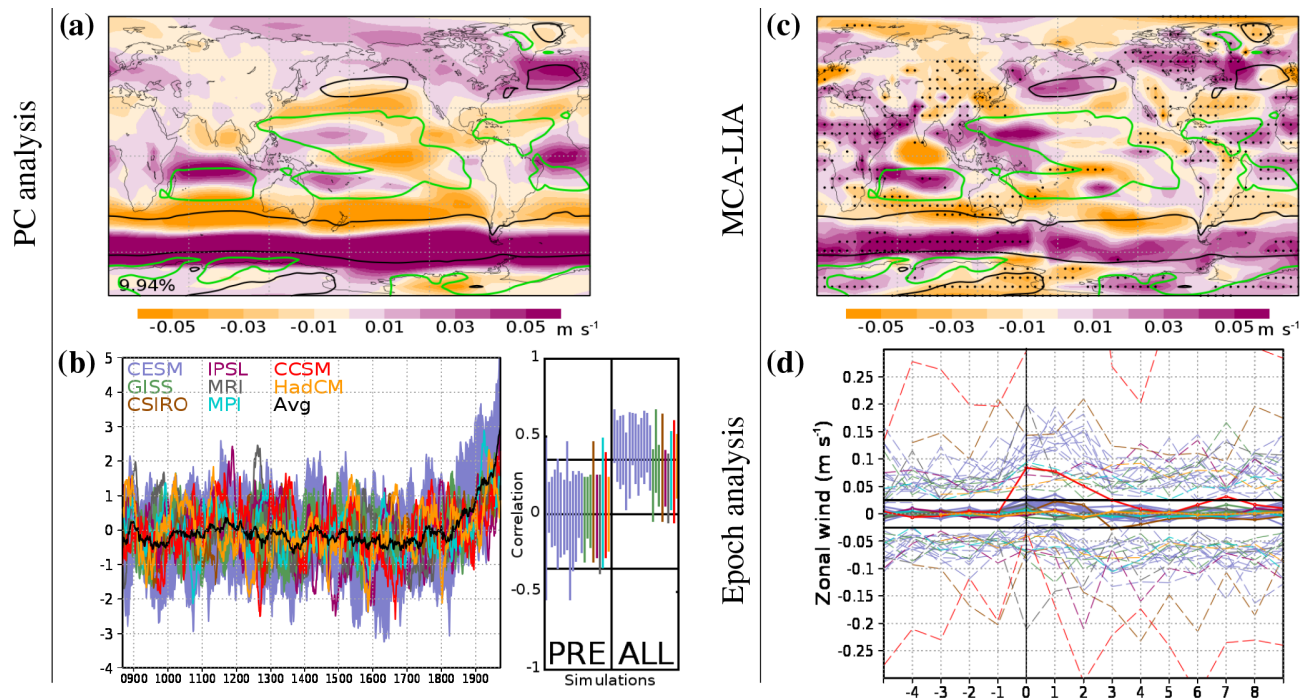 PC analysis
(a)
9.94%
-0.05 -0.03 -0.01 0.01 0.03 0.05 m s⁻¹
MCA-LIA
(c)
-0.05 -0.03 -0.01 0.01 0.03 0.05 m s⁻¹
(b)
5
4
3
2
1
0
-1
-2
-3
-4
CESM IPSL CCSM
GISS MRI HadCM
CSIRO MPI Avg
0900 1000 1100 1200 1300 1400 1500 1600 1700 1800 1900
Correlation
1
0.5
0
-0.5
-1
PRE ALL
Simulations
Epoch analysis
(d)
Zonal wind (m s⁻¹)
0.25
0.2
0.15
0.1
0.05
0
-0.05
-0.1
-0.15
-0.2
-0.25
-4 -3 -2 -1 0 1 2 3 4 5 6 7 8